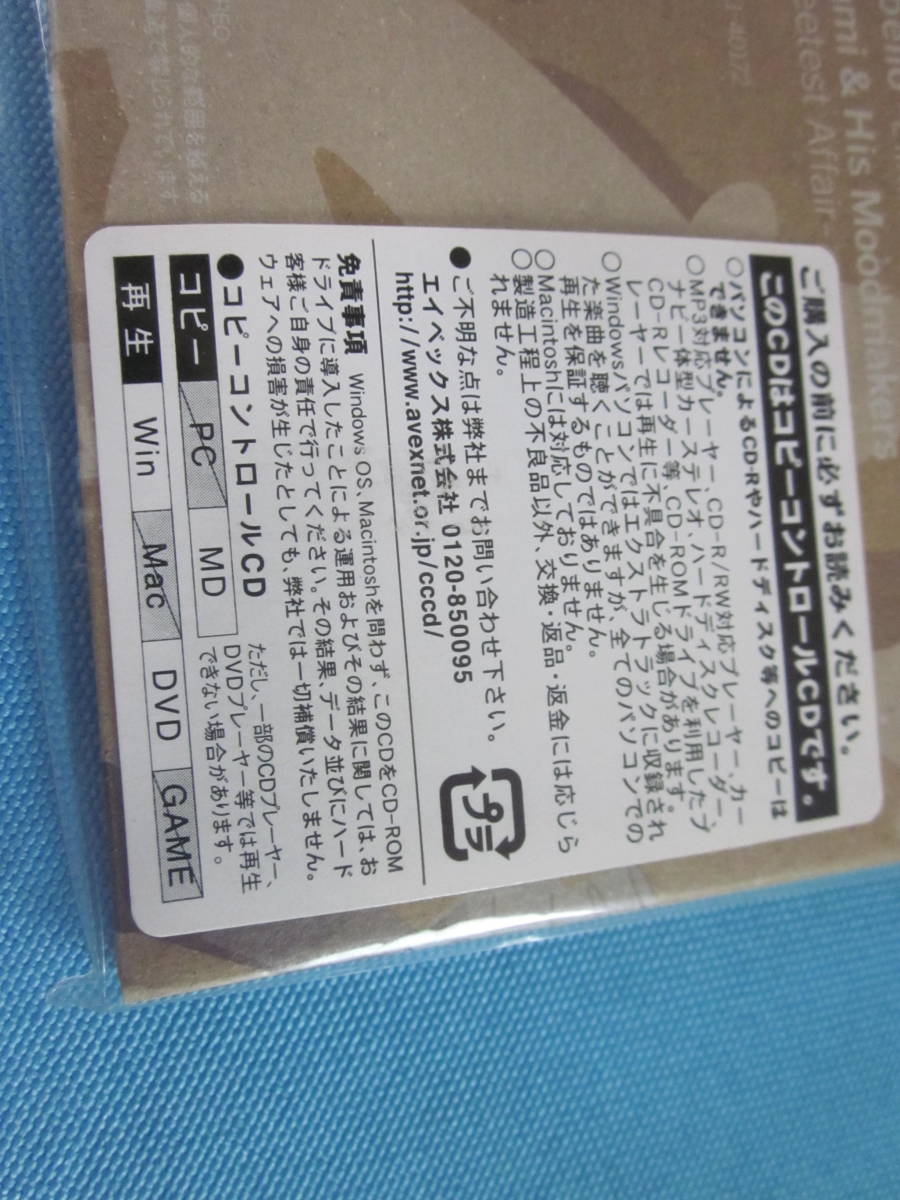 ご購入の前に必ずお読みください。
このCDはコピーコントロールCDです。
○パソコンによるCD-Rやハードディスク等へのコピーは
できません。
○MP3対応プレーヤー、CD-R/RW対応プレーヤー、カー
ナビ一体型カーステレオ、ハードディスクレコーダー、
CD-Rレコーダー等、CD-ROMドライブを利用したプ
レーヤーでは再生に不具合を生じる場合があります。
○Windowsパソコンではエクストラトラックに収録され
た楽曲を聴くことができますが、全てのパソコンでの
再生を保証するものではありません。
○Macintoshには対応しておりません。
○製造工程上の不良品以外、交換・返品・返金には応じら
れません。
●ご不明な点は弊社までお問い合わせ下さい。
エイベックス株式会社 0120-850095
http://www.avexnet.or.jp/cccd/
プラ
免責事項 Windows OS、Macintoshを問わず、このCDをCD-ROM
ドライブに導入したことによる運用およびその結果に関しては、お
客様ご自身の責任で行ってください。その結果、データ並びにハード
ウェアへの損害が生じたとしても、弊社では一切補償いたしません。
●コピーコントロールCD
コピー PC MD
ただし、一部のCDプレーヤー、
DVDプレーヤー等では再生
できない場合があります。
再生 Win Mac DVD GAME
& His Moodmakers
eetest Affair-